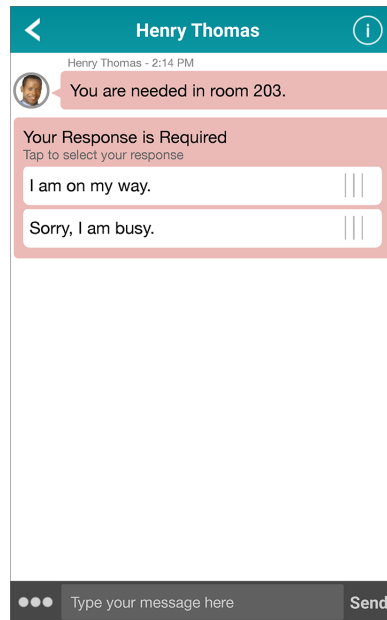 Henry Thomas
i
Henry Thomas - 2:14 PM
You are needed in room 203.
Your Response is Required
Tap to select your response
I am on my way.
Sorry, I am busy.
Type your message here
Send